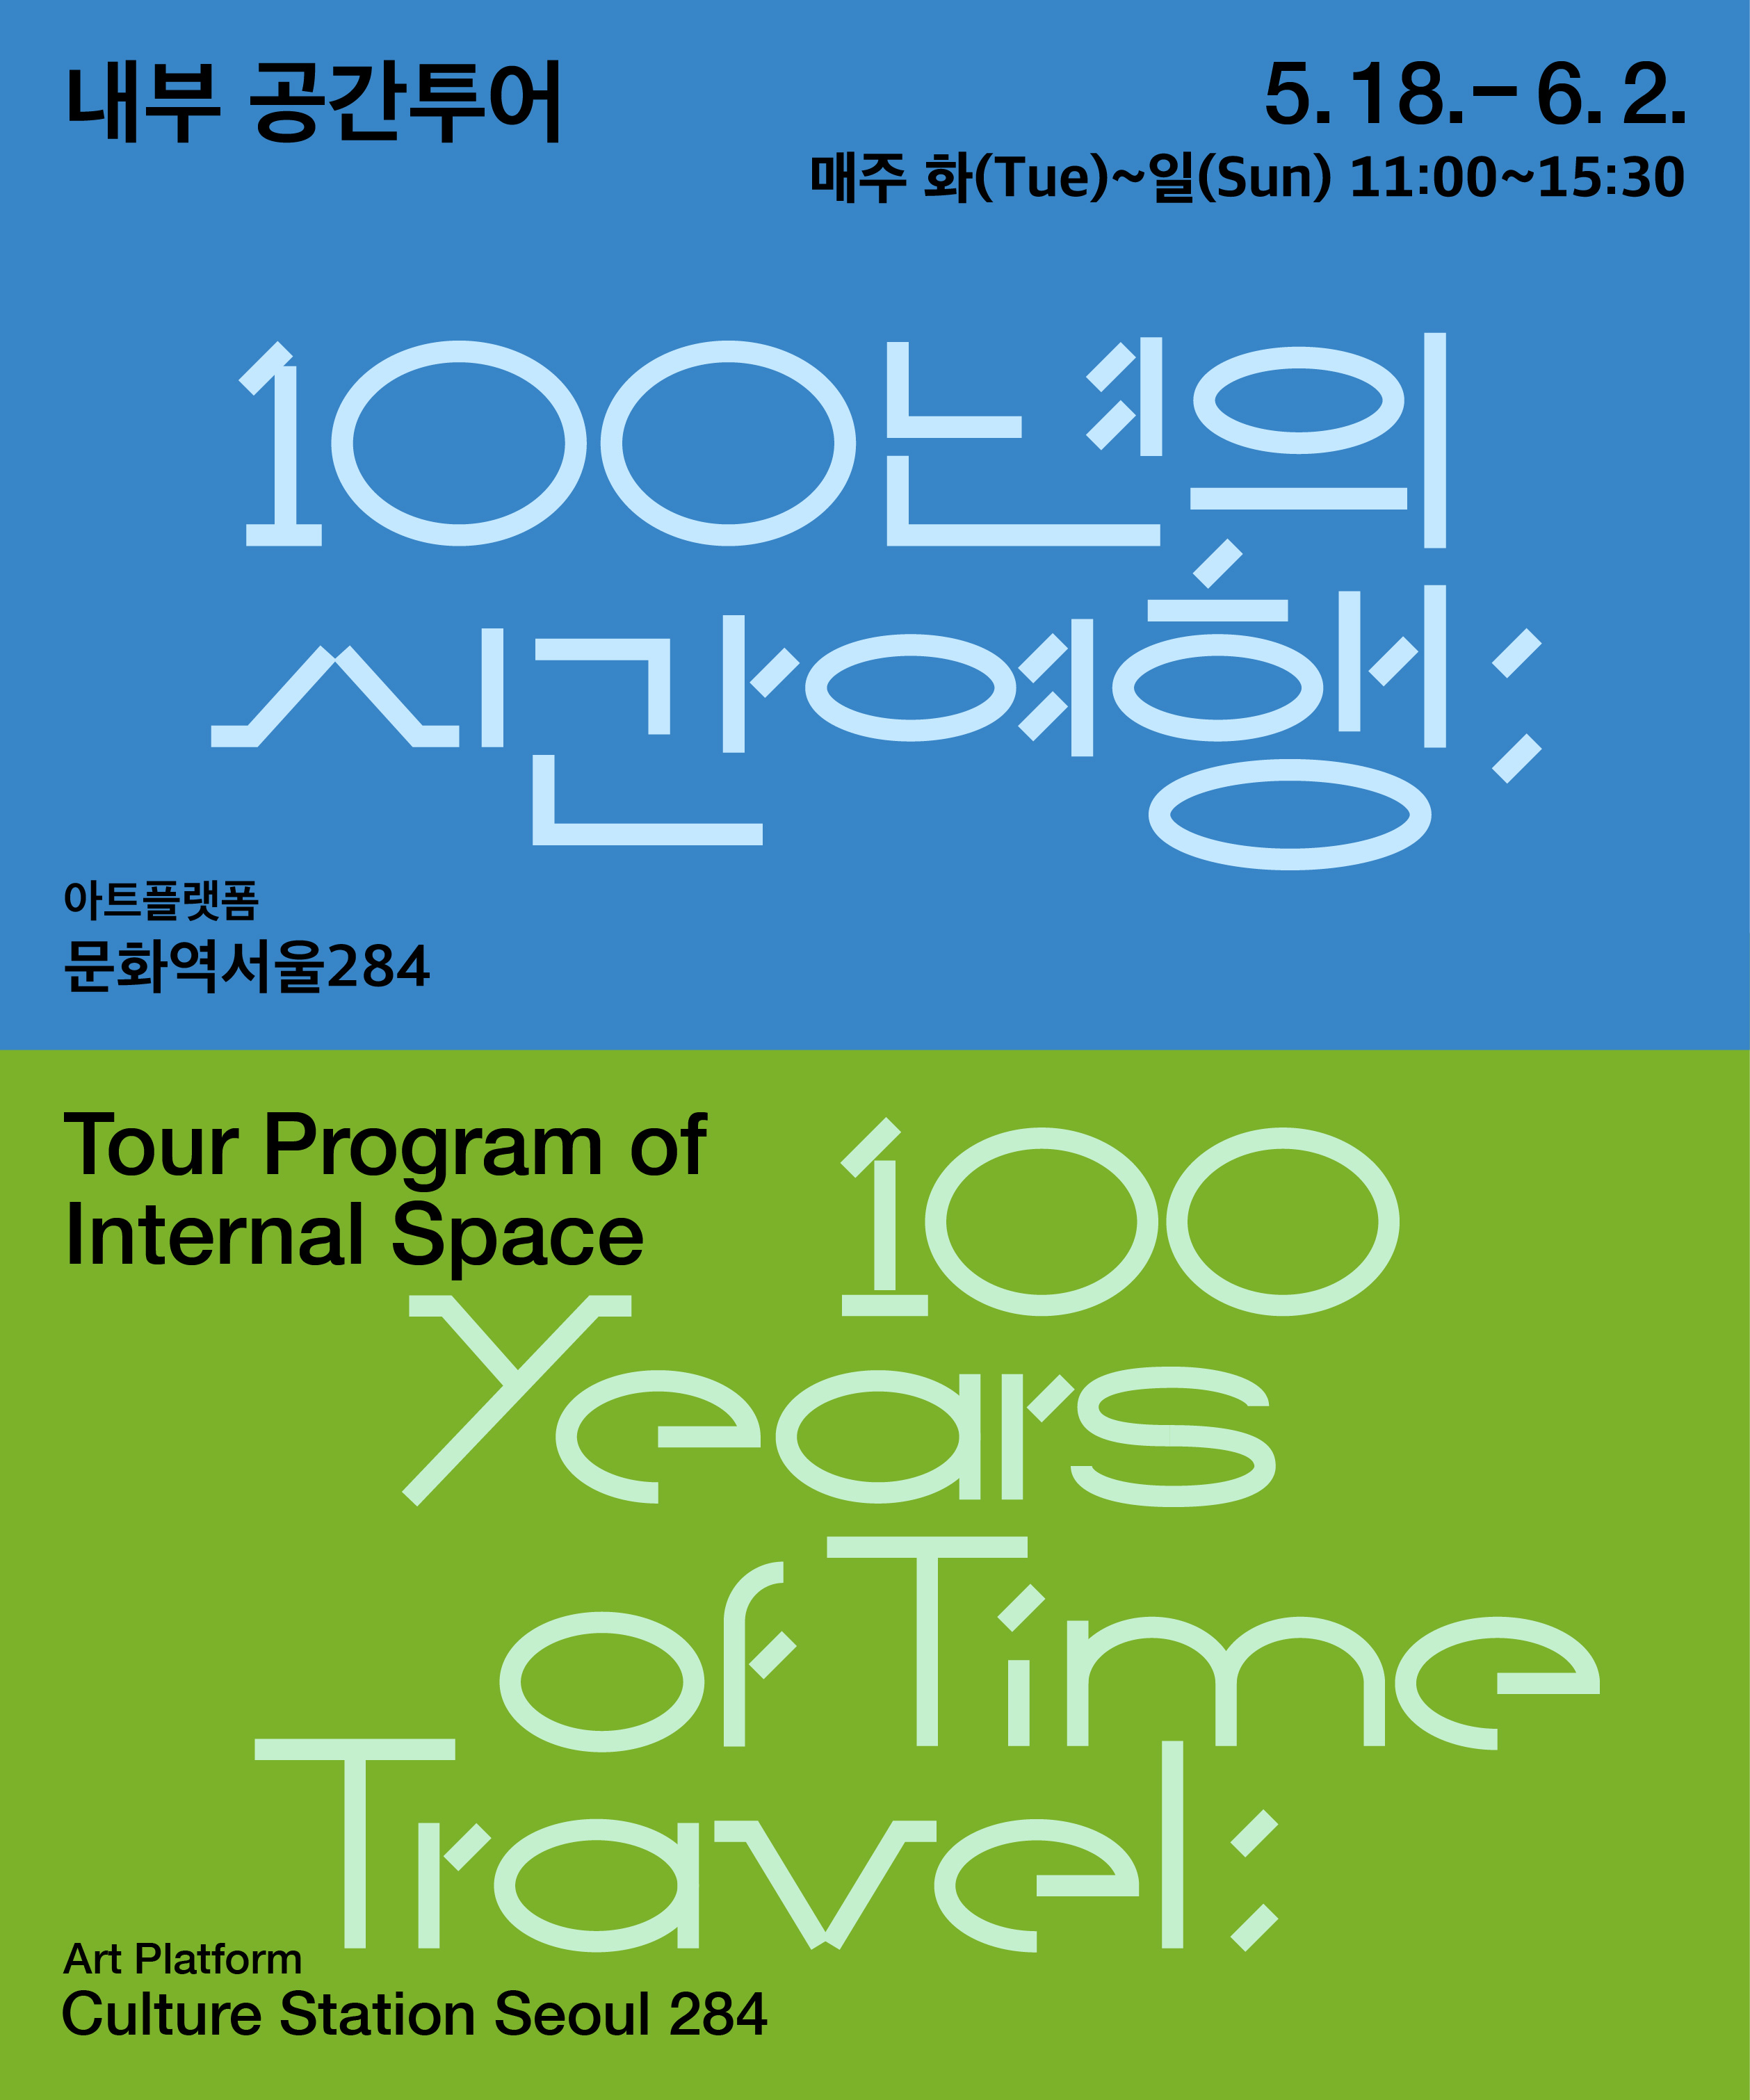 내부 공간투어
5. 18.–6. 2.
매주 화(Tue)~일(Sun) 11:00~15:30
100년의
시간여행:
아트플랫폼
문화역서울284
Tour Program of
Internal Space
100
Years
of Time
Travel:
Art Platform
Culture Station Seoul 284